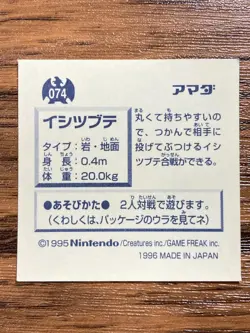 074
アマダ
イシツブテ
タイプ：岩・地面
身　長：0.4m
体　重：20.0kg
丸くて持ちやすいの
で、つかんで相手に
投げてぶつけるイシツ
ブテ合戦ができる。
●あそびかた● 2人対戦で遊びます。
(くわしくは、パッケージのウラを見てネ)
©1995 Nintendo/Creatures inc./GAME FREAK inc.
1996 MADE IN JAPAN